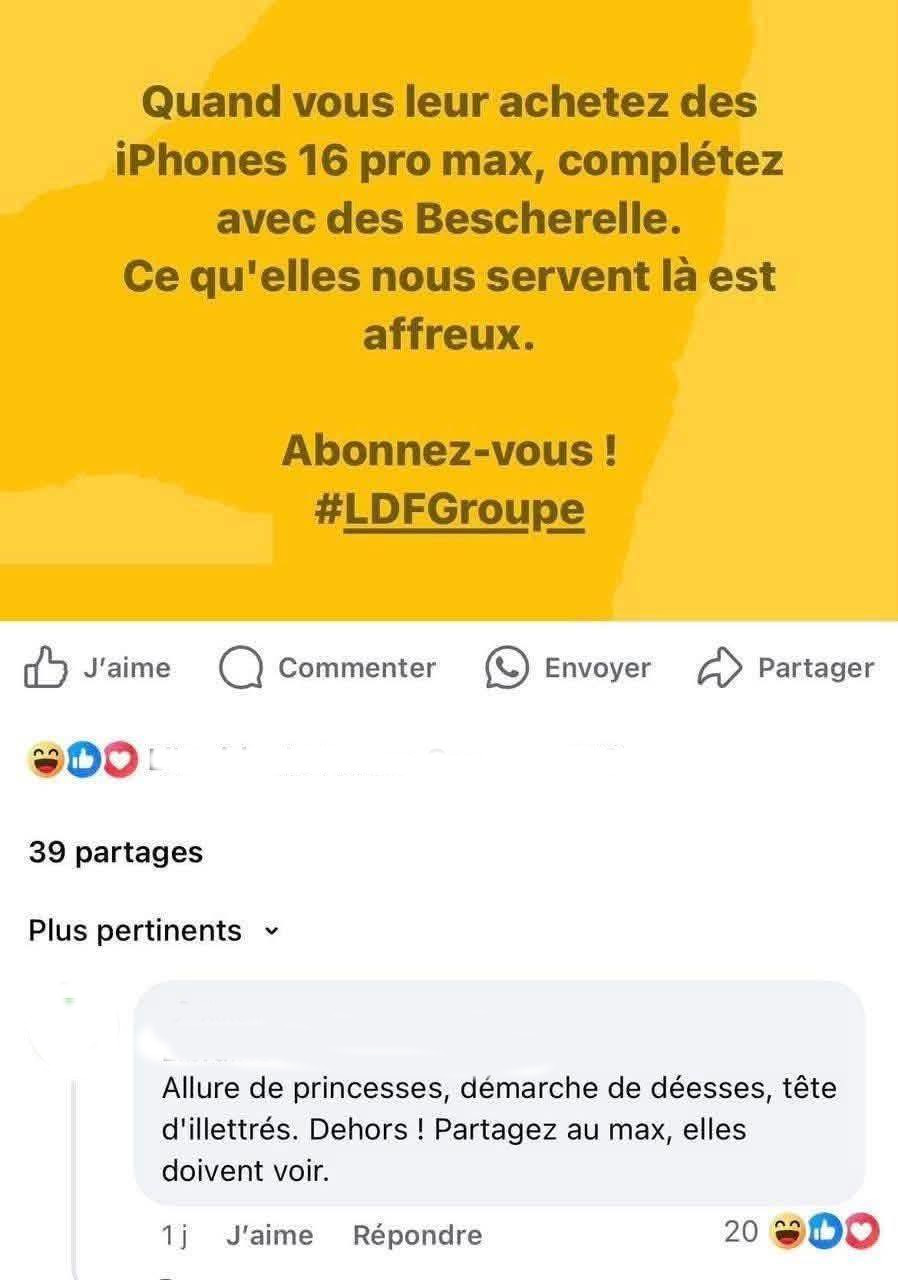 Quand vous leur achetez des
iPhones 16 pro max, complétez
avec des Bescherelle.
Ce qu'elles nous servent là est
affreux.
Abonnez-vous !
#LDFGroupe
J'aime Commenter Envoyer Partager
39 partages
Plus pertinents
Allure de princesses, démarche de déesses, tête
d'illettrés. Dehors ! Partagez au max, elles
doivent voir.
1 j J'aime Répondre 20